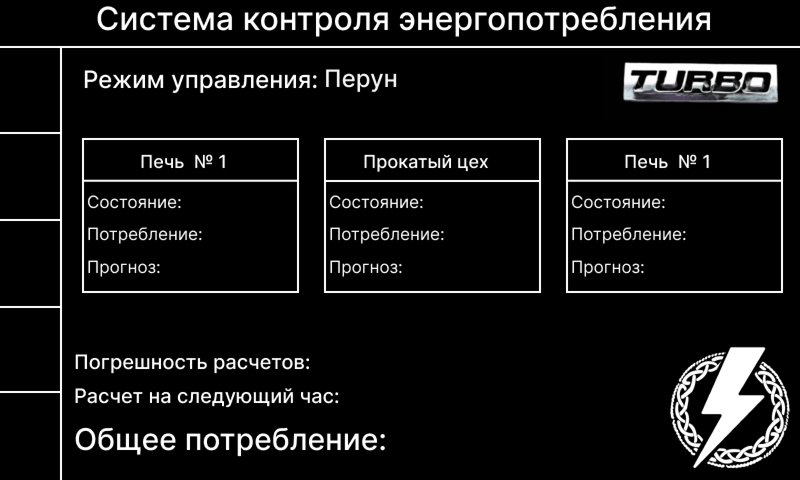 Система контроля энергопотребления
Режим управления: Перун
TURBO
Печь № 1
Состояние:
Потребление:
Прогноз:
Прокатый цех
Состояние:
Потребление:
Прогноз:
Печь № 1
Состояние:
Потребление:
Прогноз:
Погрешность расчетов:
Расчет на следующий час:
Общее потребление: